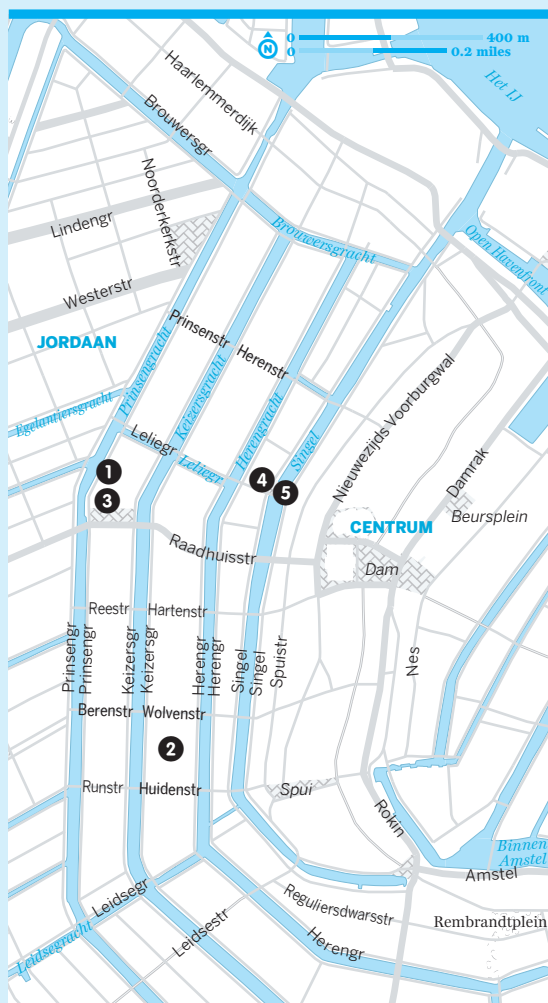 0 400 m
N
0 0.2 miles
Het IJ
Haarlemmerdijk
Brouwersgr
Noorderkerkstr
Lindengr
Brouwersgracht
Open Havenfront
Westerstr
JORDAAN
Prinsenstr
Herenstr
Prinsengracht
Keizersgracht
Egelantiersgracht
Nieuwezijds Voorburgwal
Leliegr
Leliegr
Herengracht
Singel
Damrak
1
4
5
3
Beursplein
CENTRUM
Raadhuisstr
Dam
Reestr
Hartenstr
Prinsengr
Prinsengr
Keizersgr
Keizersgr
Herengr
Herengr
Singel
Singel
Spuistr
Nes
Berenstr
Wolvenstr
2
Runstr
Huidenstr
Spui
Rokin
Binnen
Amstel
Amstel
Leidsegr
Leidsegracht
Leidsestr
Reguliersdwarsstr
Rembrandtplein
Herengr